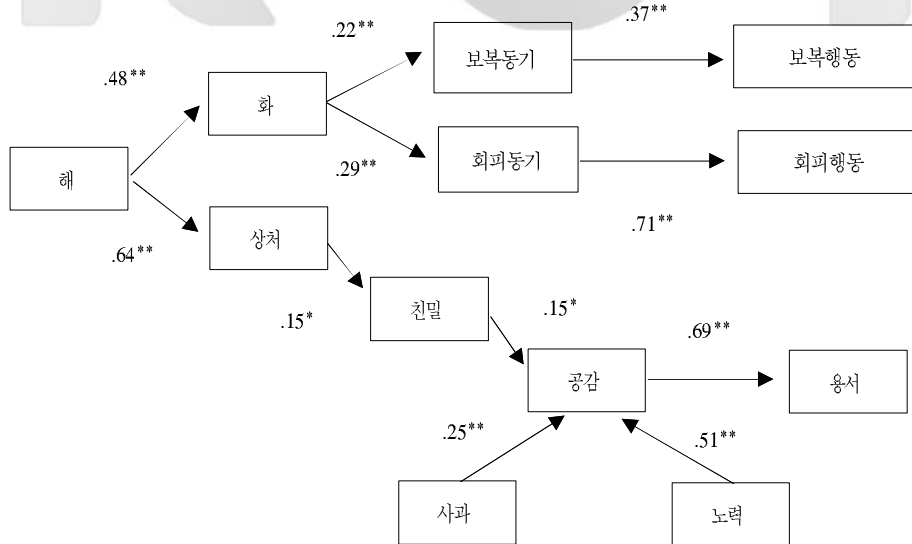 .37**
.22**
보복동기
보복행동
.48**
화
회피동기
회피행동
.29**
해
.71**
상처
.64**
친밀
.15*
.15*
.69**
공감
용서
.25**
.51**
사과
노력